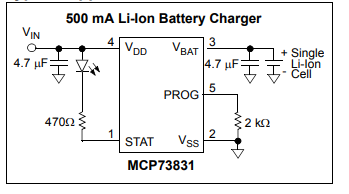 500 mA Li-Ion Battery Charger
VIN
4 VDD VBAT 3
4.7 µF
4.7 µF
+ Single
Li-Ion
- Cell
PROG 5
470Ω
2 kΩ
1 STAT VSS 2
MCP73831